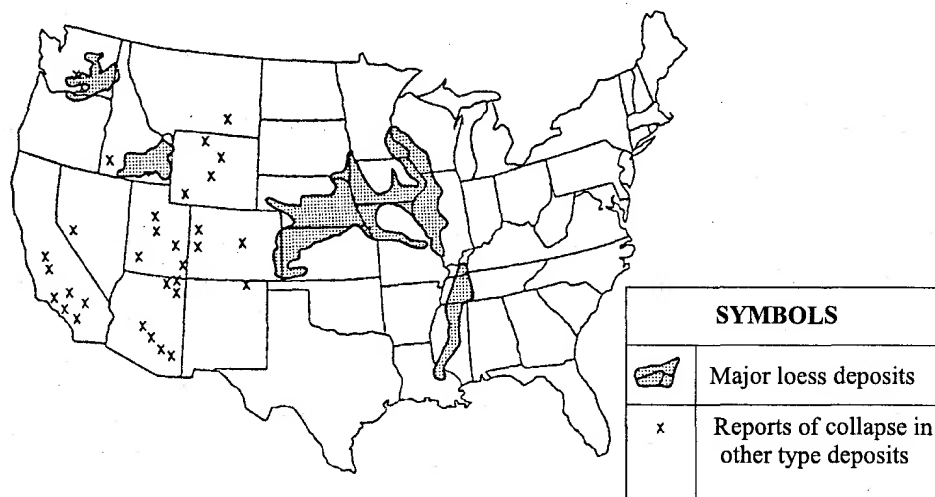 SYMBOLS
Major loess deposits
x Reports of collapse in
other type deposits